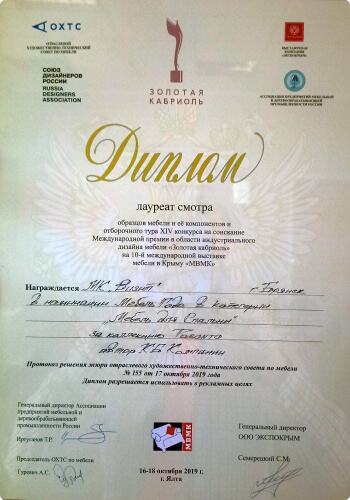 ОХТС
ОТРАСЛЕВОЙ
ХУДОЖЕСТВЕННО-ТЕХНИЧЕСКИЙ
СОВЕТ ПО МЕБЕЛИ
СОЮЗ
ДИЗАЙНЕРОВ
РОССИИ
RUSSIA
DESIGNERS
ASSOCIATION
ЗОЛОТАЯ
КАБРИОЛЬ
ВЫСТАВОЧНАЯ
КОМПАНИЯ
«ЭКСПОКРЫМ»
АССОЦИАЦИЯ ПРЕДПРИЯТИЙ МЕБЕЛЬНОЙ
И ДЕРЕВООБРАБАТЫВАЮЩЕЙ
ПРОМЫШЛЕННОСТИ РОССИИ
Диплом
лауреат смотра
образцов мебели и её компонентов и
отборочного тура XIV конкурса на соискание
Международной премии в области индустриального
дизайна мебели «Золотая кабриоль»
на 10-й международной выставке
мебели в Крыму «МВМК»
Награждается МК "Виянт" г Брянск
в номинации Мебель Года в категории
„Мебель для Спальни"
за коллекцию Токанто
автор КБ Компании
Протокол решения жюри отраслевого художественно-технического совета по мебели
№ 155 от 17 октября 2019 года
Диплом разрешается использовать в рекламных целях
Генеральный директор Ассоциации
предприятий мебельной и
деревообрабатывающей
промышленности России
Иртуганов Т.Р.
Председатель ОХТС по мебели
Гуревич А.С.
МВМК
16-18 октября 2019 г.
г. Ялта
Генеральный директор
ООО ЭКСПОКРЫМ
Семерецкий С.М.